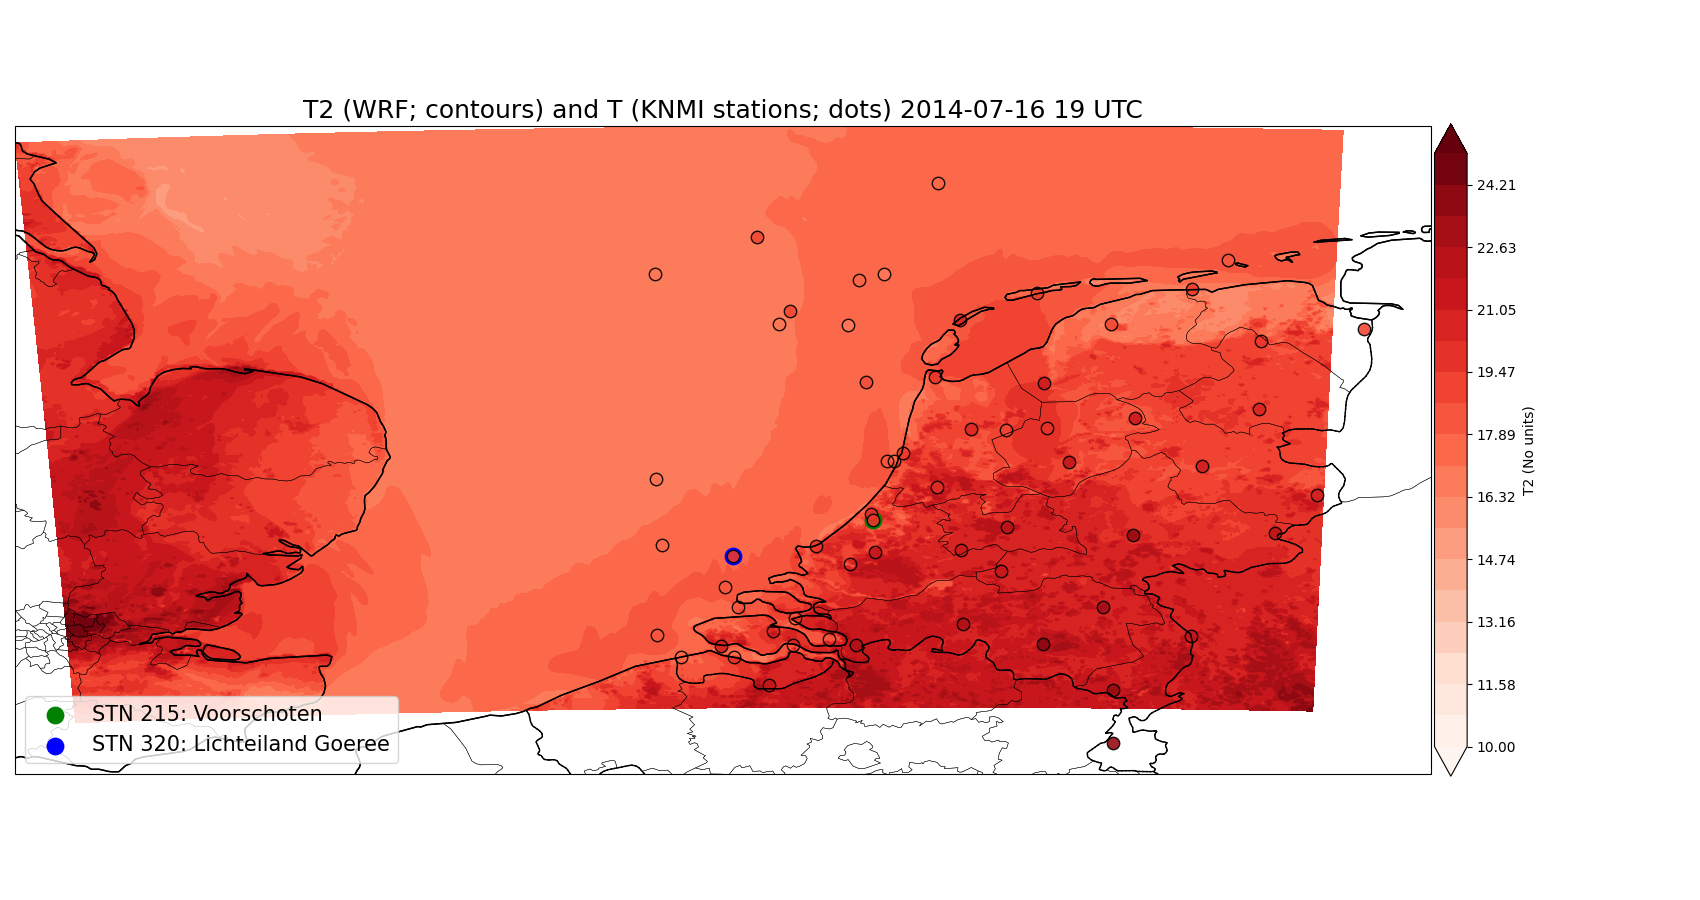 T2 (WRF; contours) and T (KNMI stations; dots) 2014-07-16 19 UTC
24.21
22.63
21.05
19.47
17.89
16.32
14.74
13.16
11.58
10.00
T2 (No units)
STN 215: Voorschoten
STN 320: Lichteiland Goeree